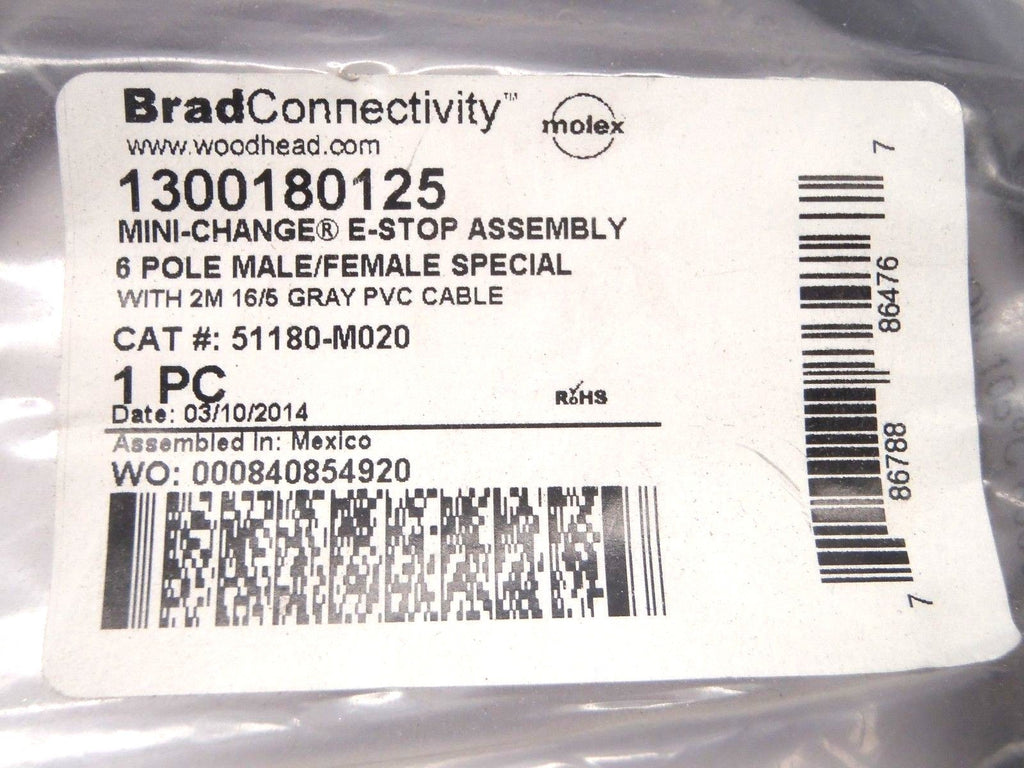 BradConnectivity™
molex
www.woodhead.com
1300180125
MINI-CHANGE® E-STOP ASSEMBLY
6 POLE MALE/FEMALE SPECIAL
WITH 2M 16/5 GRAY PVC CABLE
CAT #: 51180-M020
1 PC
RoHS
Date: 03/10/2014
Assembled In: Mexico
WO: 000840854920
7 86788 86476 7